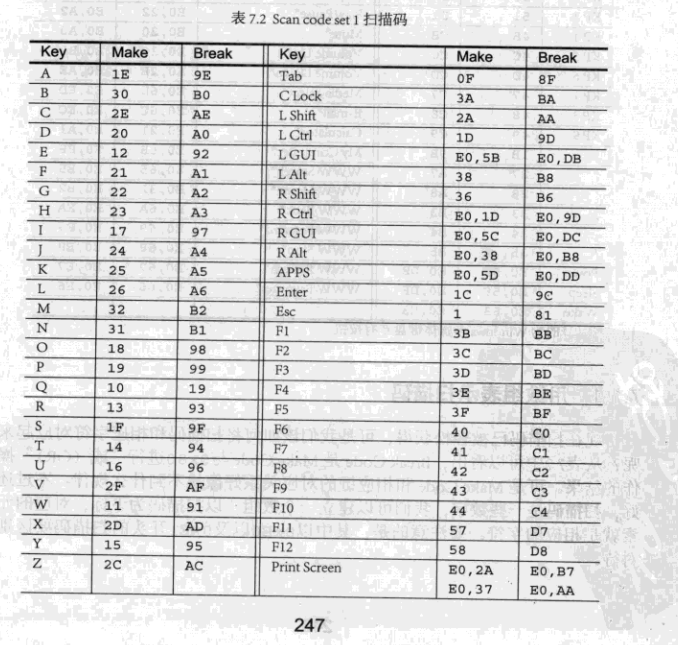 表 7.2 Scan code set 1 扫描码
Key Make Break Key Make Break
A 1E 9E Tab 0F 8F
B 30 B0 C Lock 3A BA
C 2E AE L Shift 2A AA
D 20 A0 L Ctrl 1D 9D
E 12 92 L GUI E0,5B E0,DB
F 21 A1 L Alt 38 B8
G 22 A2 R Shift 36 B6
H 23 A3 R Ctrl E0,1D E0,9D
I 17 97 R GUI E0,5C E0,DC
J 24 A4 R Alt E0,38 E0,B8
K 25 A5 APPS E0,5D E0,DD
L 26 A6 Enter 1C 9C
M 32 B2 Esc 1 81
N 31 B1 F1 3B BB
O 18 98 F2 3C BC
P 19 99 F3 3D BD
Q 10 19 F4 3E BE
R 13 93 F5 3F BF
S 1F 9F F6 40 C0
T 14 94 F7 41 C1
U 16 96 F8 42 C2
V 2F AF F9 43 C3
W 11 91 F10 44 C4
X 2D AD F11 57 D7
Y 15 95 F12 58 D8
Z 2C AC Print Screen E0,2A E0,B7
E0,37 E0,AA
247